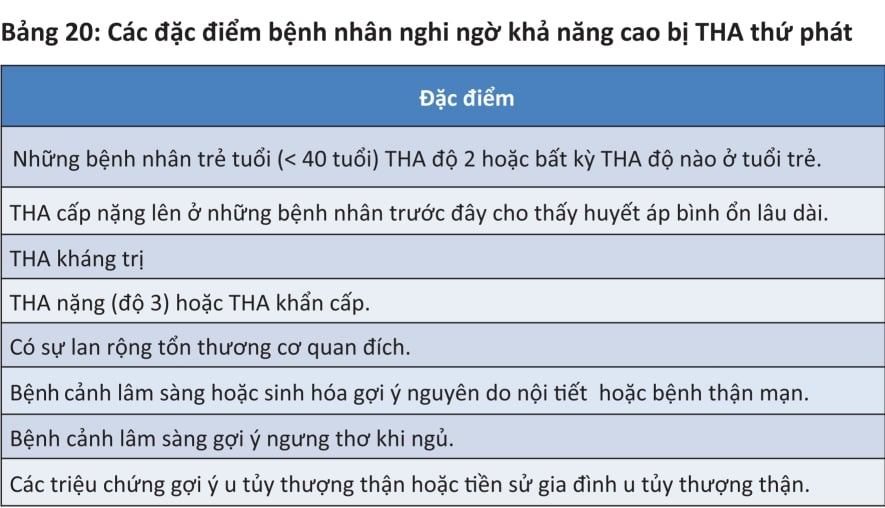 Bảng 20: Các đặc điểm bệnh nhân nghi ngờ khả năng cao bị THA thứ phát
Đặc điểm
Những bệnh nhân trẻ tuổi (< 40 tuổi) THA độ 2 hoặc bất kỳ THA độ nào ở tuổi trẻ.
THA cấp nặng lên ở những bệnh nhân trước đây cho thấy huyết áp bình ổn lâu dài.
THA kháng trị
THA nặng (độ 3) hoặc THA khẩn cấp.
Có sự lan rộng tổn thương cơ quan đích.
Bệnh cảnh lâm sàng hoặc sinh hóa gợi ý nguyên do nội tiết hoặc bệnh thận mạn.
Bệnh cảnh lâm sàng gợi ý ngưng thơ khi ngủ.
Các triệu chứng gợi ý u tủy thượng thận hoặc tiền sử gia đình u tủy thượng thận.